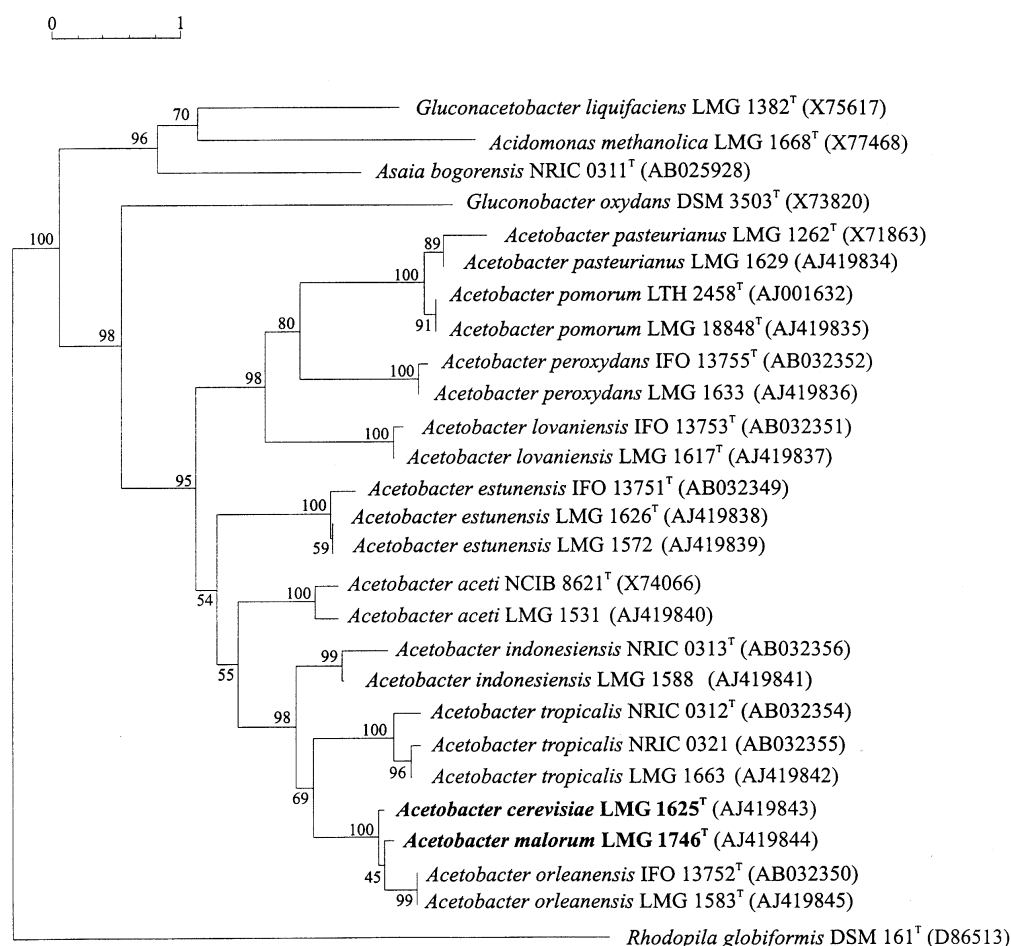 0 1
Gluconacetobacter liquifaciens LMG 1382ᵀ (X75617)
70
Acidomonas methanolica LMG 1668ᵀ (X77468)
96
Asaia bogorensis NRIC 0311ᵀ (AB025928)
Gluconobacter oxydans DSM 3503ᵀ (X73820)
100
Acetobacter pasteurianus LMG 1262ᵀ (X71863)
89
Acetobacter pasteurianus LMG 1629 (AJ419834)
100
Acetobacter pomorum LTH 2458ᵀ (AJ001632)
80
91
Acetobacter pomorum LMG 18848ᵀ (AJ419835)
98
Acetobacter peroxydans IFO 13755ᵀ (AB032352)
100
98
Acetobacter peroxydans LMG 1633 (AJ419836)
Acetobacter lovaniensis IFO 13753ᵀ (AB032351)
100
Acetobacter lovaniensis LMG 1617ᵀ (AJ419837)
95
Acetobacter estunensis IFO 13751ᵀ (AB032349)
100
Acetobacter estunensis LMG 1626ᵀ (AJ419838)
59
Acetobacter estunensis LMG 1572 (AJ419839)
Acetobacter aceti NCIB 8621ᵀ (X74066)
100
54
Acetobacter aceti LMG 1531 (AJ419840)
Acetobacter indonesiensis NRIC 0313ᵀ (AB032356)
99
55
Acetobacter indonesiensis LMG 1588 (AJ419841)
98
Acetobacter tropicalis NRIC 0312ᵀ (AB032354)
100
Acetobacter tropicalis NRIC 0321 (AB032355)
96
Acetobacter tropicalis LMG 1663 (AJ419842)
69
Acetobacter cerevisiae LMG 1625ᵀ (AJ419843)
100
Acetobacter malorum LMG 1746ᵀ (AJ419844)
45
Acetobacter orleanensis IFO 13752ᵀ (AB032350)
99
Acetobacter orleanensis LMG 1583ᵀ (AJ419845)
Rhodopila globiformis DSM 161ᵀ (D86513)